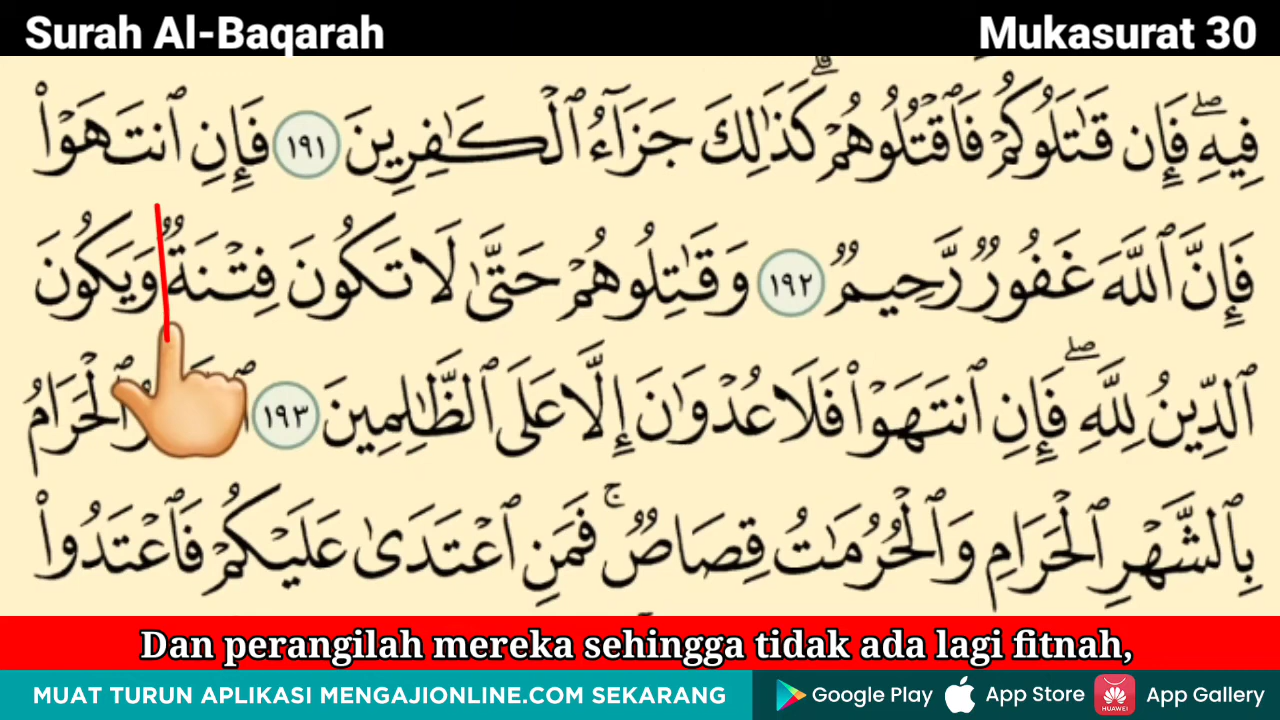 Surah Al-Baqarah Mukasurat 30
فِيهِ ۖ فَإِن قَـٰتَلُوكُمْ فَٱقْتُلُوهُمْ ۗ كَذَٰلِكَ جَزَآءُ ٱلْكَـٰفِرِينَ ١٩١ فَإِنِ ٱنتَهَوْا۟
فَإِنَّ ٱللَّهَ غَفُورٌ رَّحِيمٌ ١٩٢ وَقَـٰتِلُوهُمْ حَتَّىٰ لَا تَكُونَ فِتْنَةٌ وَيَكُونَ
ٱلدِّينُ لِلَّهِ ۖ فَإِنِ ٱنتَهَوْا۟ فَلَا عُدْوَٰنَ إِلَّا عَلَى ٱلظَّـٰلِمِينَ ١٩٣ ٱلْحَرَامُ
بِٱلشَّهْرِ ٱلْحَرَامِ وَٱلْحُرُمَـٰتُ قِصَاصٌ ۚ فَمَنِ ٱعْتَدَىٰ عَلَيْكُمْ فَٱعْتَدُوا۟
Dan perangilah mereka sehingga tidak ada lagi fitnah,
MUAT TURUN APLIKASI MENGAJIONLINE.COM SEKARANG Google Play App Store HUAWEI App Gallery